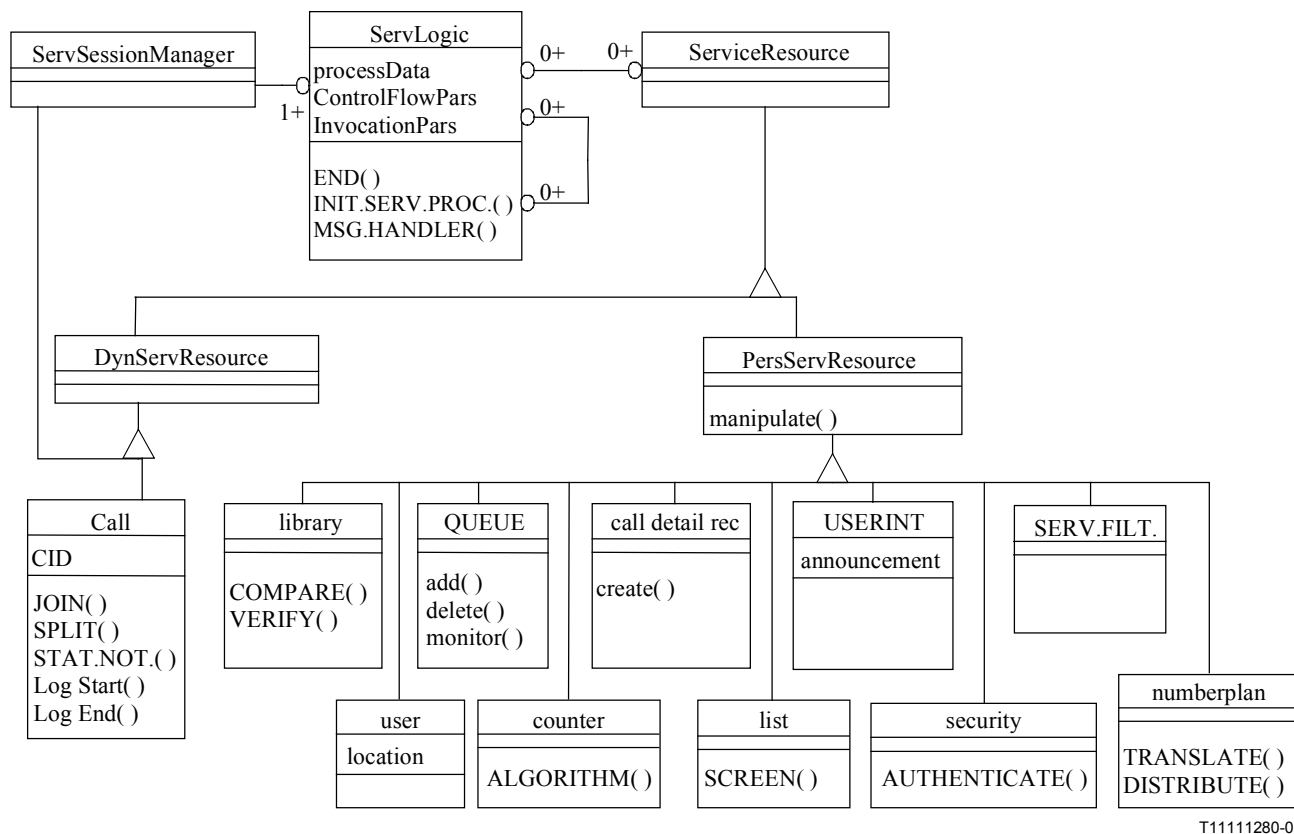 ServSessionManager
ServLogic
processData
ControlFlowPars
InvocationPars
END( )
INIT.SERV.PROC.( )
MSG.HANDLER( )
1+
0+
0+
0+
0+
ServiceResource
DynServResource
PersServResource
manipulate( )
Call
CID
JOIN( )
SPLIT( )
STAT.NOT.( )
Log Start( )
Log End( )
library
COMPARE( )
VERIFY( )
QUEUE
add( )
delete( )
monitor( )
call detail rec
create( )
USERINT
announcement
SERV.FILT.
user
location
counter
ALGORITHM( )
list
SCREEN( )
security
AUTHENTICATE( )
numberplan
TRANSLATE( )
DISTRIBUTE( )
T11111280-0